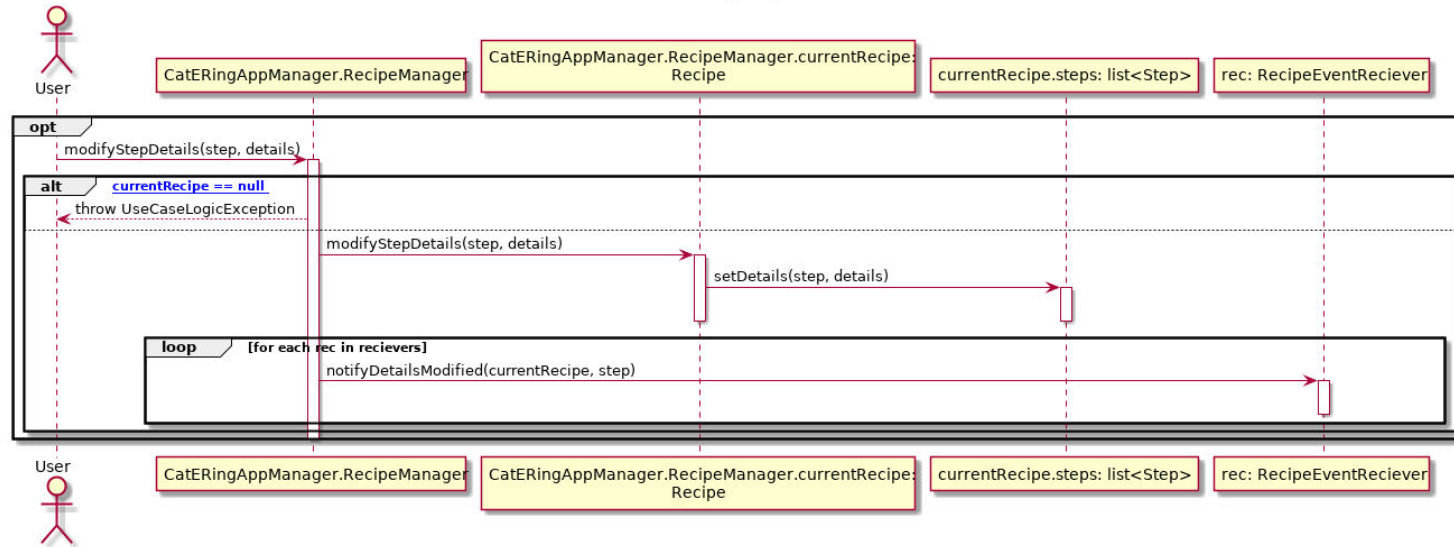 User
CatERingAppManager.RecipeManager
CatERingAppManager.RecipeManager.currentRecipe:
Recipe
currentRecipe.steps: list<Step>
rec: RecipeEventReciever
opt
modifyStepDetails(step, details)
alt
currentRecipe == null
throw UseCaseLogicException
modifyStepDetails(step, details)
setDetails(step, details)
loop
[for each rec in recievers]
notifyDetailsModified(currentRecipe, step)
User
CatERingAppManager.RecipeManager
CatERingAppManager.RecipeManager.currentRecipe:
Recipe
currentRecipe.steps: list<Step>
rec: RecipeEventReciever